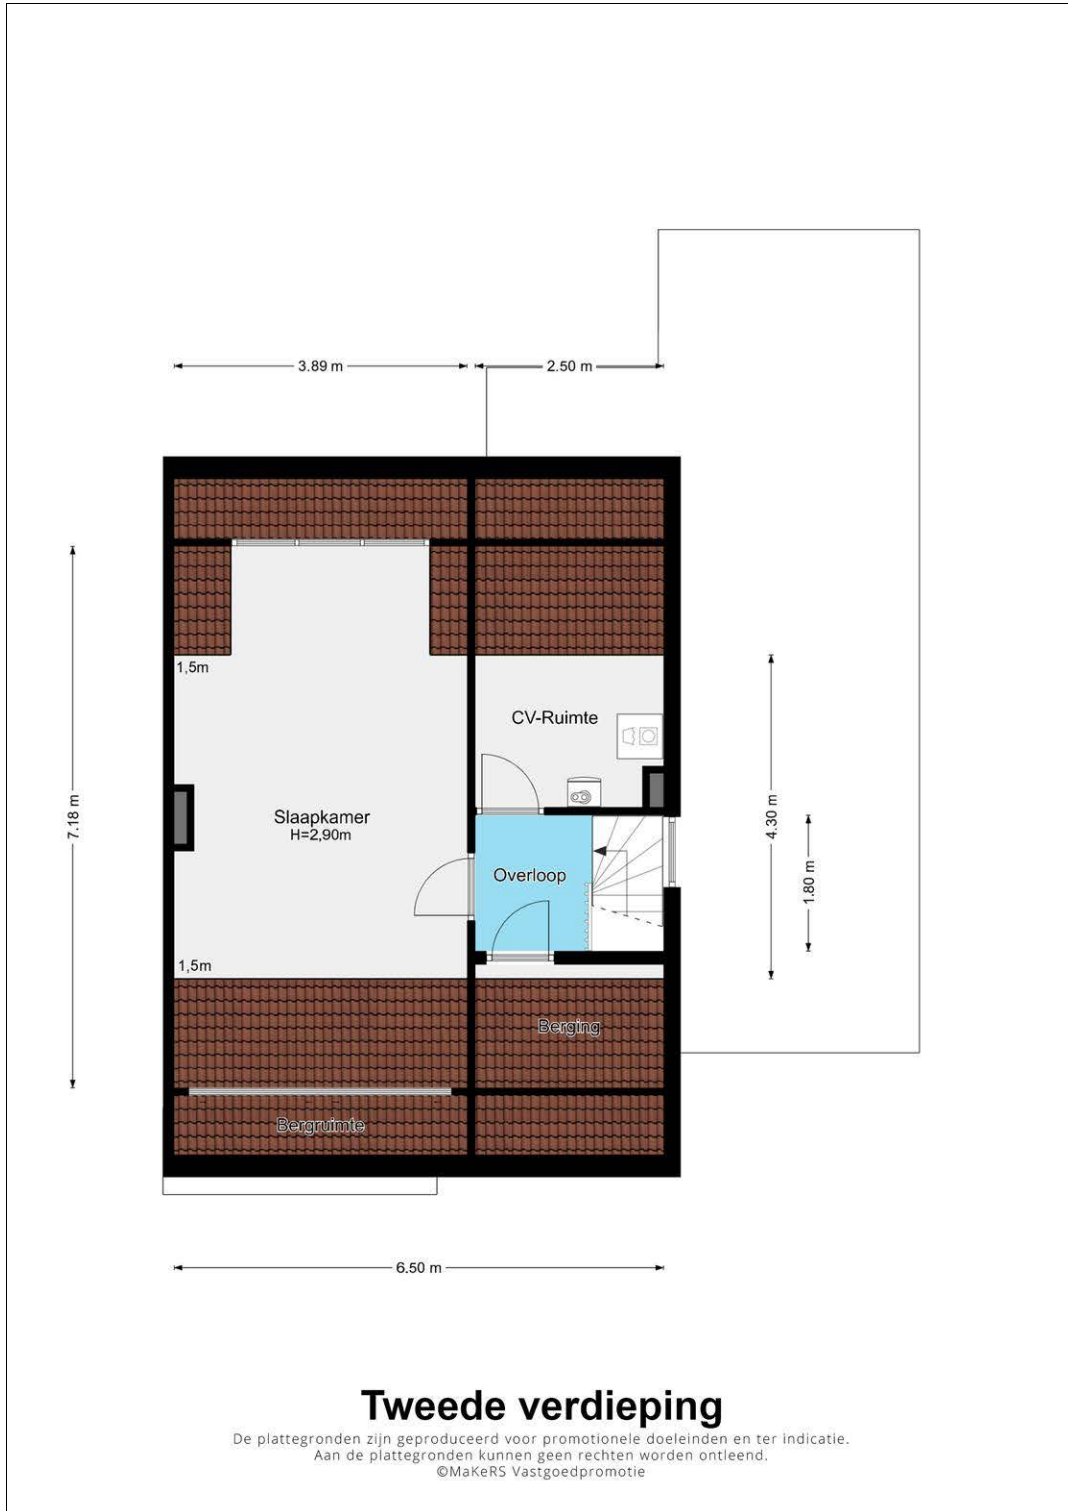 3.89 m
2.50 m
1,5m
CV-Ruimte
7.18 m
Slaapkamer
H=2,90m
4.30 m
1.80 m
Overloop
1,5m
Berging
Bergruimte
6.50 m
Tweede verdieping
De plattegronden zijn geproduceerd voor promotionele doeleinden en ter indicatie.
Aan de plattegronden kunnen geen rechten worden ontleend.
©MaKeRS Vastgoedpromotie